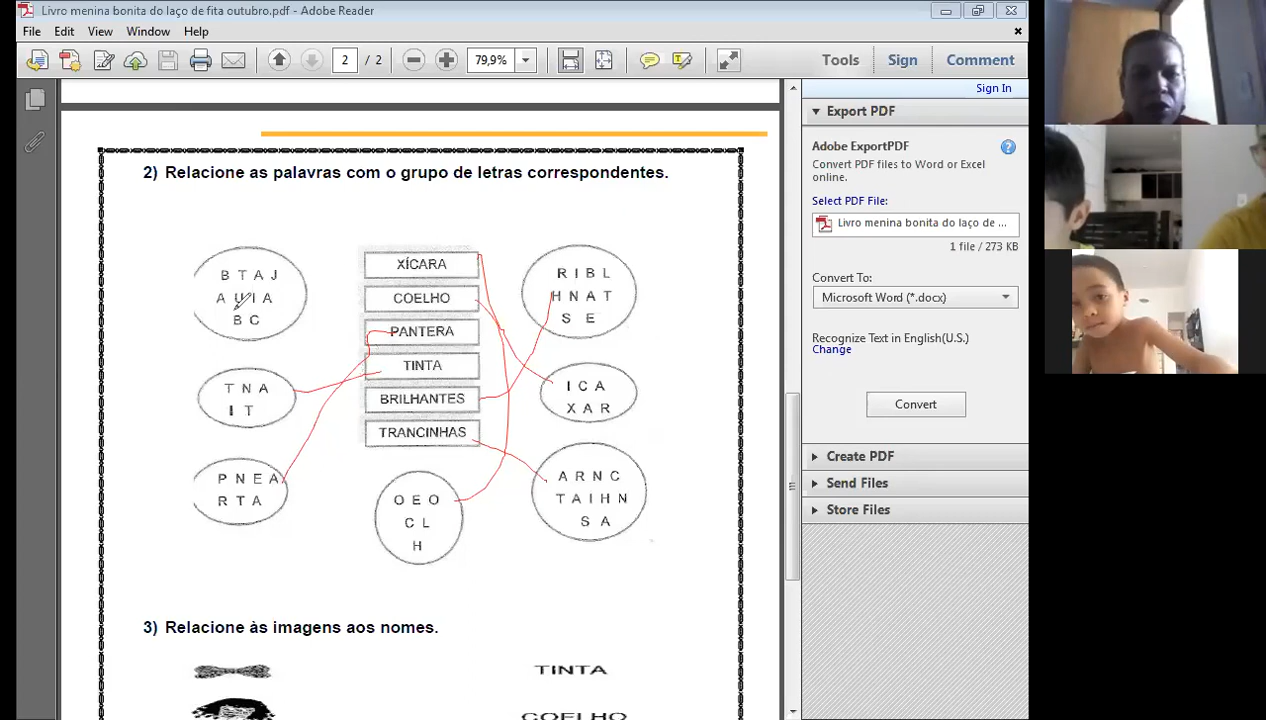 Livro menina bonita do laço de fita outubro.pdf - Adobe Reader
File Edit View Window Help
2 / 2 79,9% Tools Sign Comment
Sign In
Export PDF
Adobe ExportPDF
Convert PDF files to Word or Excel
online.
Select PDF File:
Livro menina bonita do laço de ...
1 file / 273 KB
Convert To:
Microsoft Word (*.docx)
Recognize Text in English(U.S.)
Change
Convert
Create PDF
Send Files
Store Files
2) Relacione as palavras com o grupo de letras correspondentes.
B T A J
A U I A
B C
T N A
I T
P N E A
R T A
XÍCARA
COELHO
PANTERA
TINTA
BRILHANTES
TRANCINHAS
O E O
C L
H
R I B L
H N A T
S E
I C A
X A R
A R N C
T A I H N
S A
3) Relacione às imagens aos nomes.
TINTA
COELHO